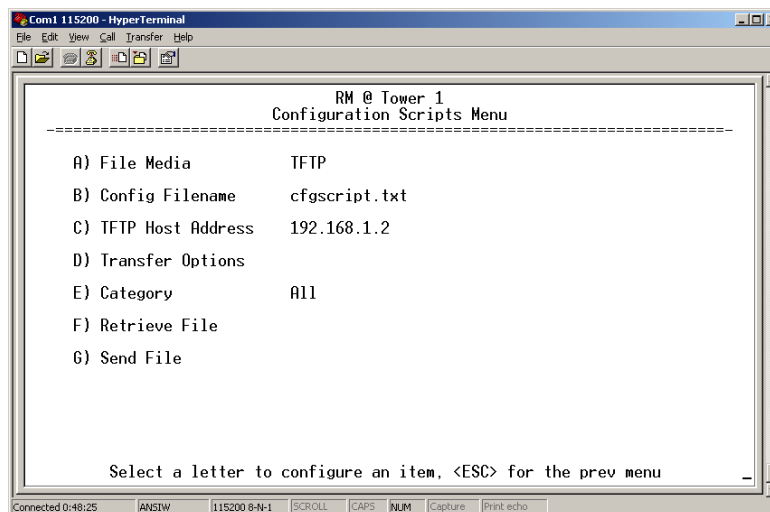 Com1 115200 - HyperTerminal
File Edit View Call Transfer Help
RM @ Tower 1
Configuration Scripts Menu
-==========================================================================-
A) File Media TFTP
B) Config Filename cfgscript.txt
C) TFTP Host Address 192.168.1.2
D) Transfer Options
E) Category All
F) Retrieve File
G) Send File
Select a letter to configure an item, <ESC> for the prev menu _
Connected 0:48:25 ANSIW 115200 8-N-1 SCROLL CAPS NUM Capture Print echo